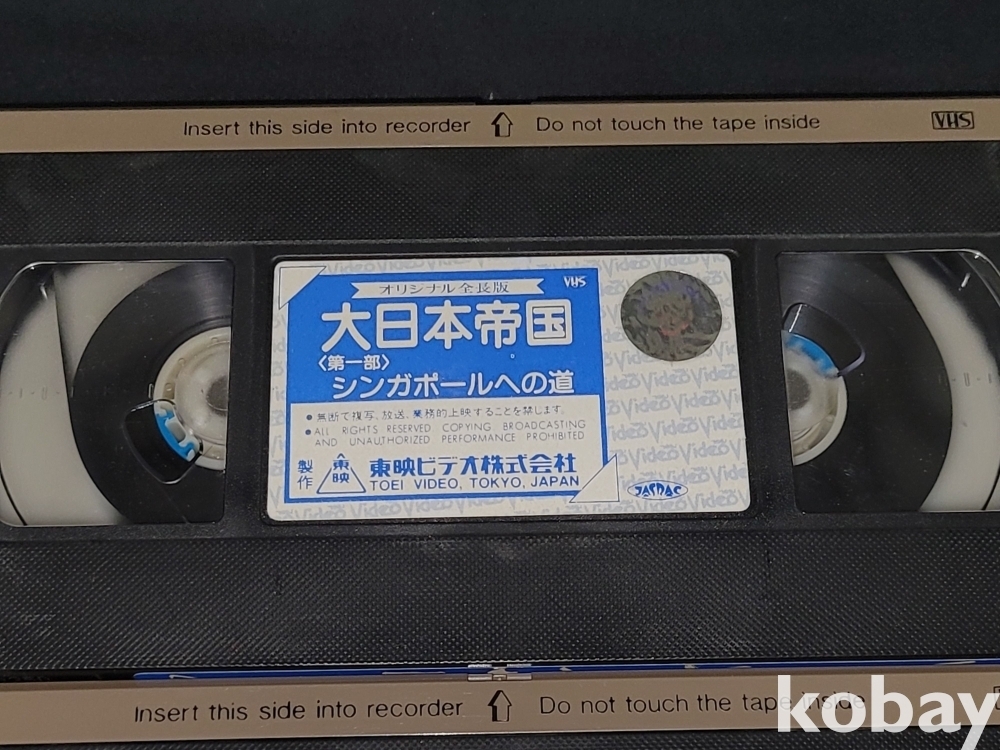 Insert this side into recorder Do not touch the tape inside VHS
オリジナル全長版 VHS
大日本帝国
〈第一部〉
シンガポールへの道
●無断で複写、放送、業務的上映することを禁じます。
●ALL RIGHTS RESERVED COPYING BROADCASTING
AND UNAUTHORIZED PERFORMANCE PROHIBITED
製作 東映 東映ビデオ株式会社
TOEI VIDEO, TOKYO, JAPAN
JASRAC
Insert this side into recorder Do not touch the tape inside
kobay